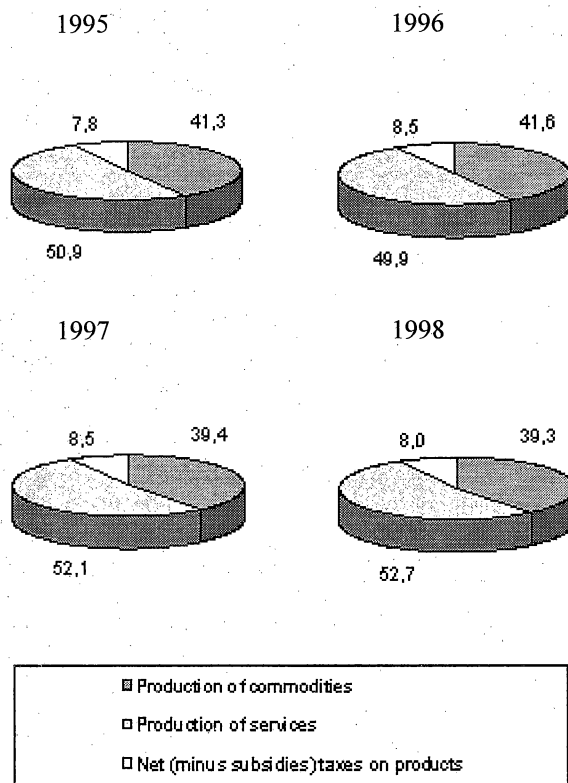 1995 1996
7,8 41,3 8,5 41,6
50,9 49,9
1997 1998
8,5 39,4 8,0 39,3
52,1 52,7
Production of commodities
Production of services
Net (minus subsidies) taxes on products